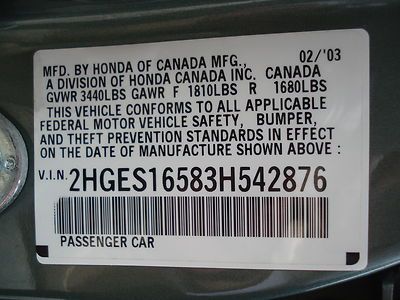 MFD. BY HONDA OF CANADA MFG., 02/'03
A DIVISION OF HONDA CANADA INC. CANADA
GVWR 3440LBS GAWR F 1810LBS R 1680LBS
THIS VEHICLE CONFORMS TO ALL APPLICABLE
FEDERAL MOTOR VEHICLE SAFETY, BUMPER,
AND THEFT PREVENTION STANDARDS IN EFFECT
ON THE DATE OF MANUFACTURE SHOWN ABOVE :
V.I.N. 2HGES16583H542876
PASSENGER CAR